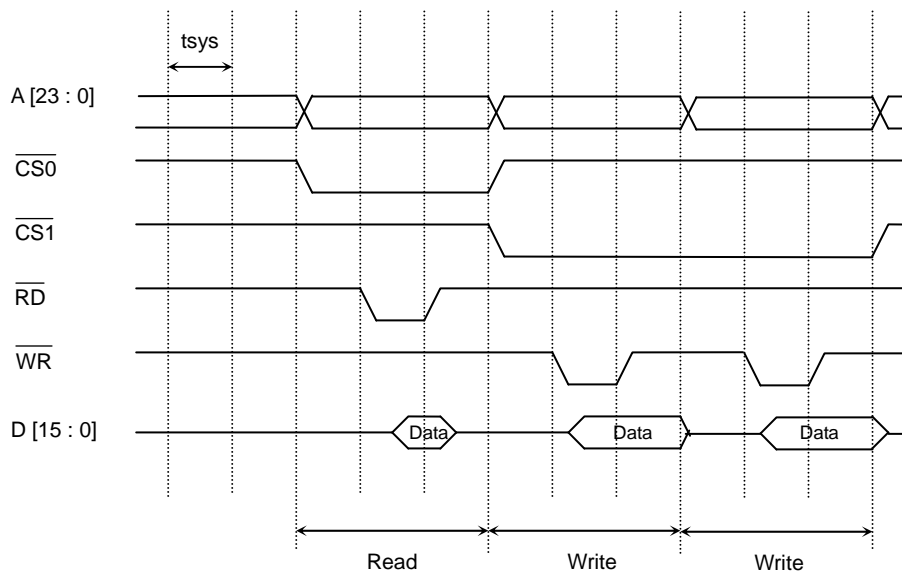 tsys
A [23 : 0]
CS0
CS1
RD
WR
D [15 : 0]
Data
Data
Data
Read
Write
Write